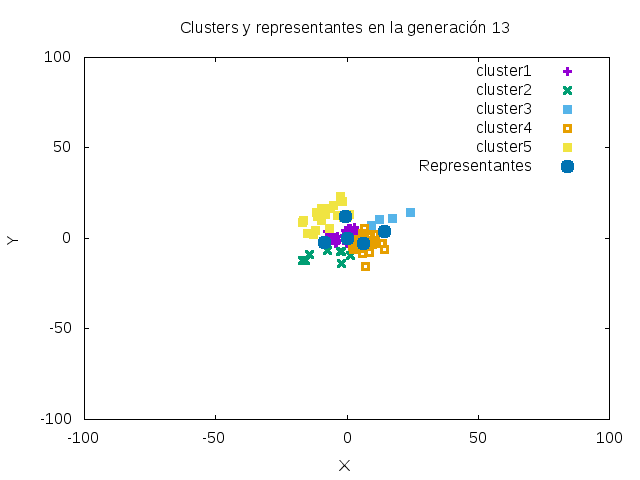 Clusters y representantes en la generación 13
100
50
0
-50
-100
-100
-50
0
50
100
X
Y
cluster1
cluster2
cluster3
cluster4
cluster5
Representantes